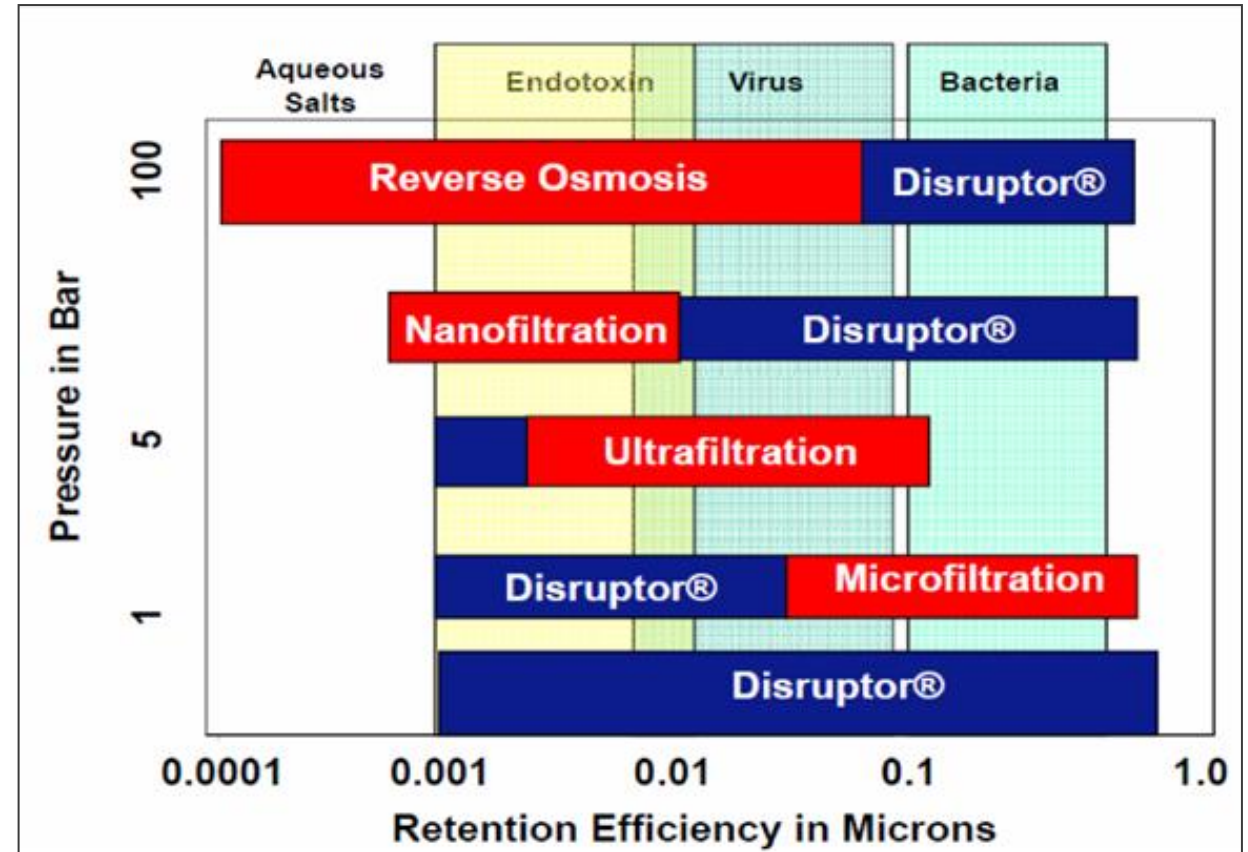 Aqueous
Salts
Endotoxin
Virus
Bacteria
100
Reverse Osmosis
Disruptor®
Nanofiltration
Disruptor®
Pressure in Bar
5
Ultrafiltration
1
Disruptor®
Microfiltration
Disruptor®
0.0001
0.001
0.01
0.1
1.0
Retention Efficiency in Microns